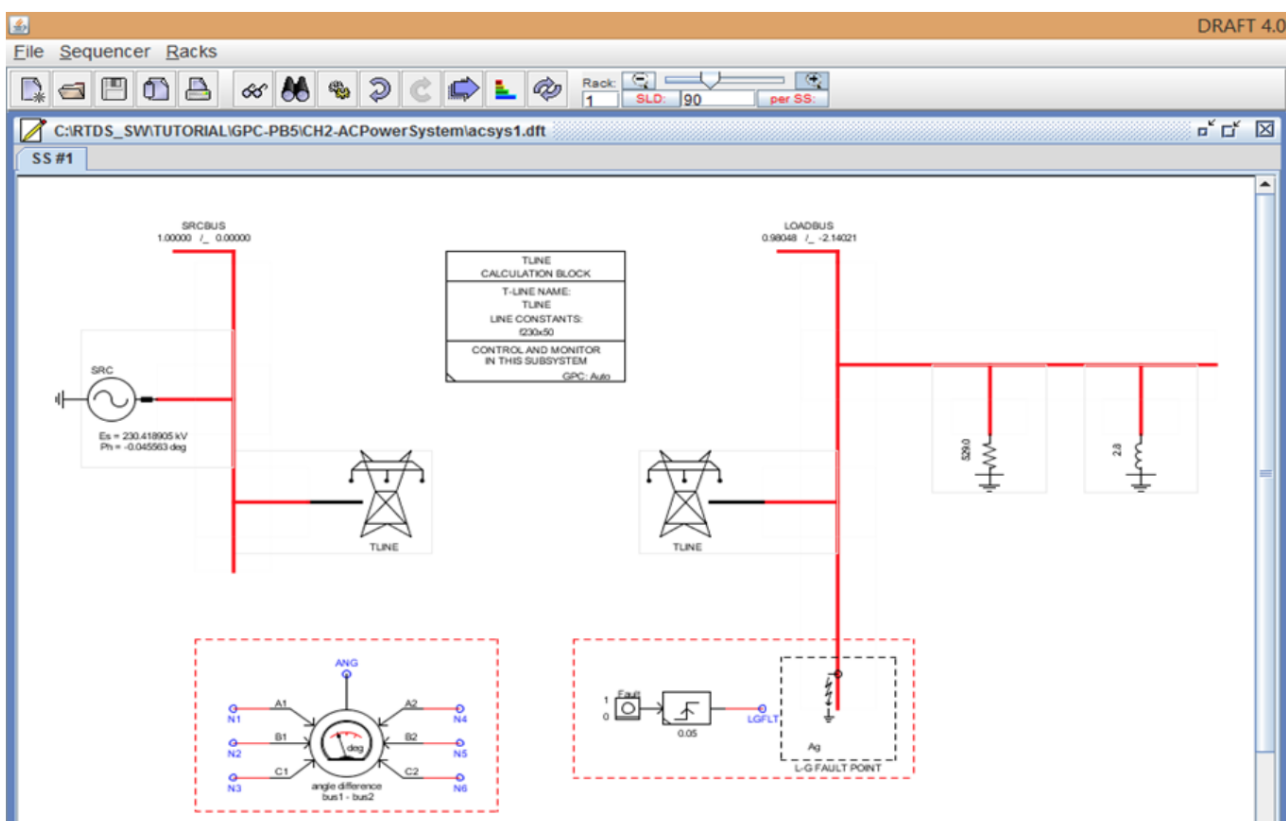 DRAFT 4.0
File Sequencer Racks
Rack:
1
SLD: 90 per SS:
C:\RTDS_SW\TUTORIAL\GPC-PB5\CH2-ACPowerSystem\acsys1.dft
SS #1
SRCBUS
1.00000 /_ 0.00000
LOADBUS
0.98048 /_ -2.14021
TLINE
CALCULATION BLOCK
T-LINE NAME:
TLINE
LINE CONSTANTS:
f230x50
CONTROL AND MONITOR
IN THIS SUBSYSTEM
GPC: Auto
SRC
Es = 230.418905 kV
Ph = -0.045563 deg
529.0
2.8
TLINE
TLINE
ANG
A1
A2
N1
N4
B1
B2
N2
N5
deg
C1
C2
N3
N6
angle difference
bus1 - bus2
Fault
1
0
0.05
LGFLT
Ag
L-G FAULT POINT